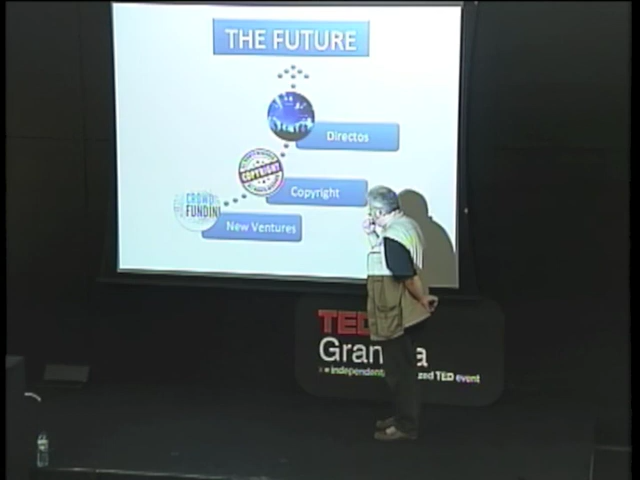 THE FUTURE
Directos
COPYRIGHT
Copyright
CROWD
FUNDIN
New Ventures
TED
Gran a
independent zed TED event